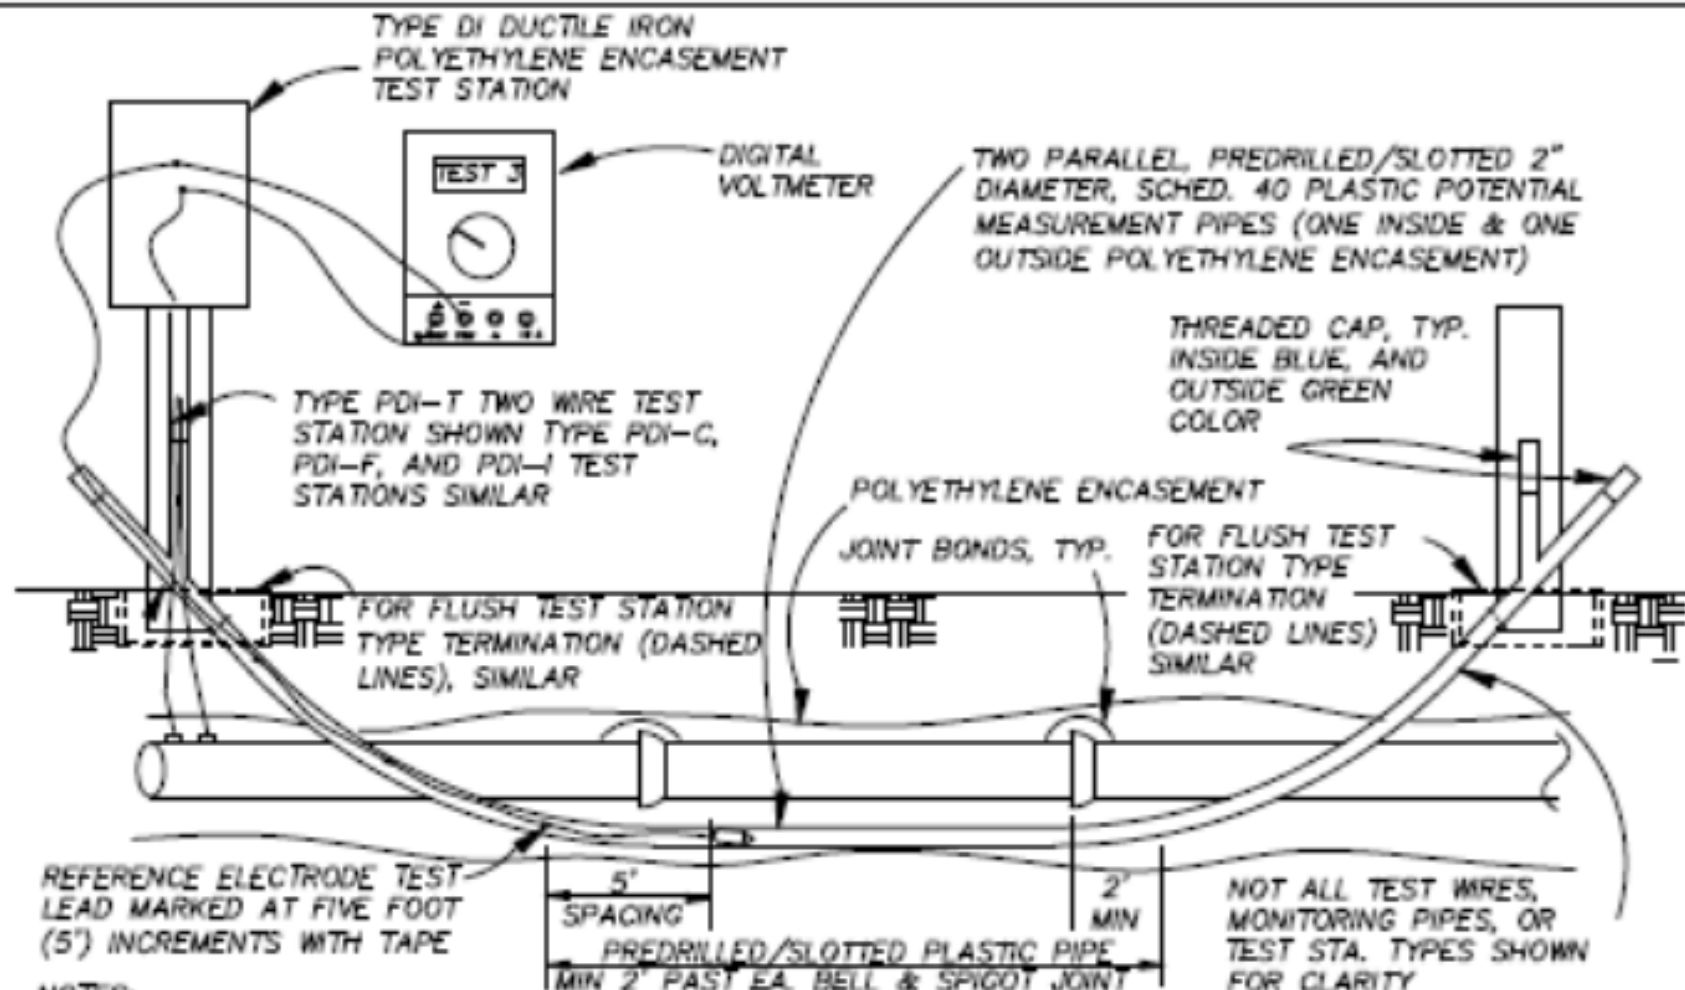 TYPE DI DUCTILE IRON
POLYETHYLENE ENCASEMENT
TEST STATION
TEST 3
DIGITAL
VOLTMETER
TWO PARALLEL, PREDRILLED/SLOTTED 2"
DIAMETER, SCHED. 40 PLASTIC POTENTIAL
MEASUREMENT PIPES (ONE INSIDE & ONE
OUTSIDE POLYETHYLENE ENCASEMENT)
THREADED CAP, TYP.
INSIDE BLUE, AND
OUTSIDE GREEN
COLOR
TYPE PDI-T TWO WIRE TEST
STATION SHOWN TYPE PDI-C,
PDI-F, AND PDI-I TEST
STATIONS SIMILAR
POLYETHYLENE ENCASEMENT
JOINT BONDS, TYP.
FOR FLUSH TEST
STATION TYPE
TERMINATION
(DASHED LINES)
SIMILAR
FOR FLUSH TEST STATION
TYPE TERMINATION (DASHED
LINES), SIMILAR
REFERENCE ELECTRODE TEST
LEAD MARKED AT FIVE FOOT
(5') INCREMENTS WITH TAPE
5'
SPACING
2'
MIN
PREDRILLED/SLOTTED PLASTIC PIPE
MIN 2' PAST EA. BELL & SPIGOT JOINT
NOT ALL TEST WIRES,
MONITORING PIPES, OR
TEST STA. TYPES SHOWN
FOR CLARITY
NOTES: